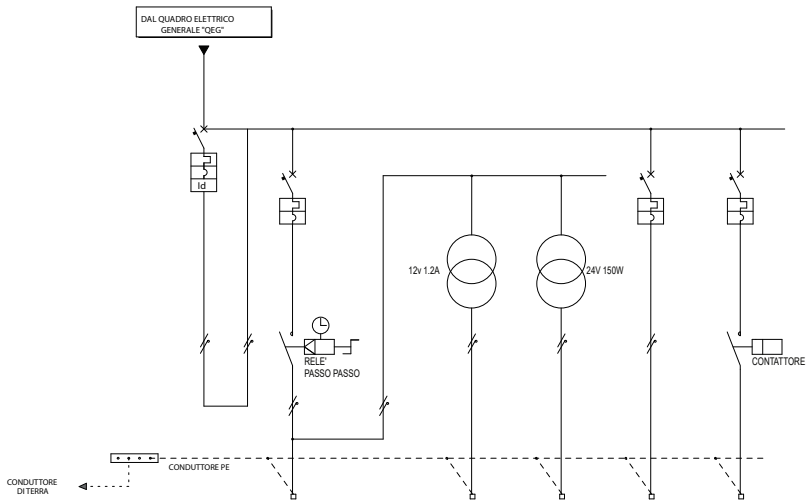 DAL QUADRO ELETTRICO
GENERALE "QEG"
Id
12v 1.2A
24V 150W
RELE'
PASSO PASSO
CONTATTORE
CONDUTTORE PE
CONDUTTORE
DI TERRA